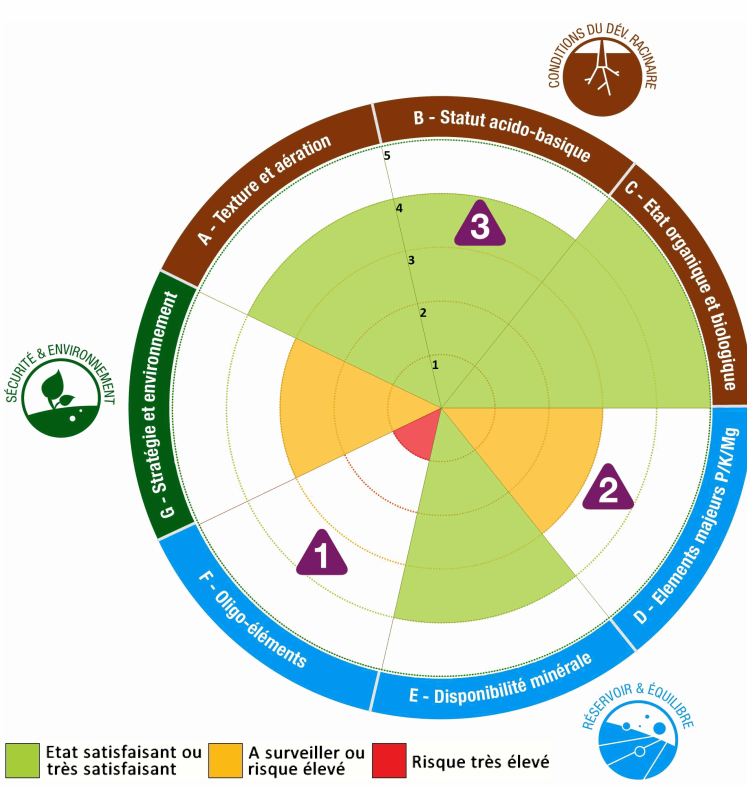 CONDITIONS DU DÉV. RACINAIRE
B - Statut acido-basique
A - Texture et aération
C - Etat organique et biologique
5
4
3
3
2
1
SÉCURITÉ & ENVIRONNEMENT
G - Stratégie et environnement
D - Elements majeurs P/K/Mg
2
1
F - Oligo-éléments
E - Disponibilité minérale
RÉSERVOIR & ÉQUILIBRE
Etat satisfaisant ou
très satisfaisant
A surveiller ou
risque élevé
Risque très élevé